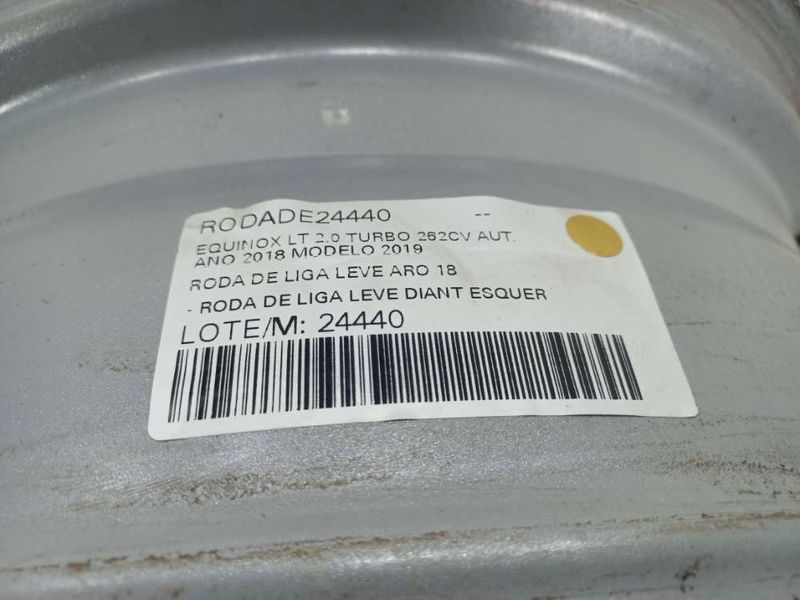 RODADE24440 --
EQUINOX LT 2.0 TURBO 262CV AUT.
ANO 2018 MODELO 2019
RODA DE LIGA LEVE ARO 18
- RODA DE LIGA LEVE DIANT ESQUER
LOTE/M: 24440